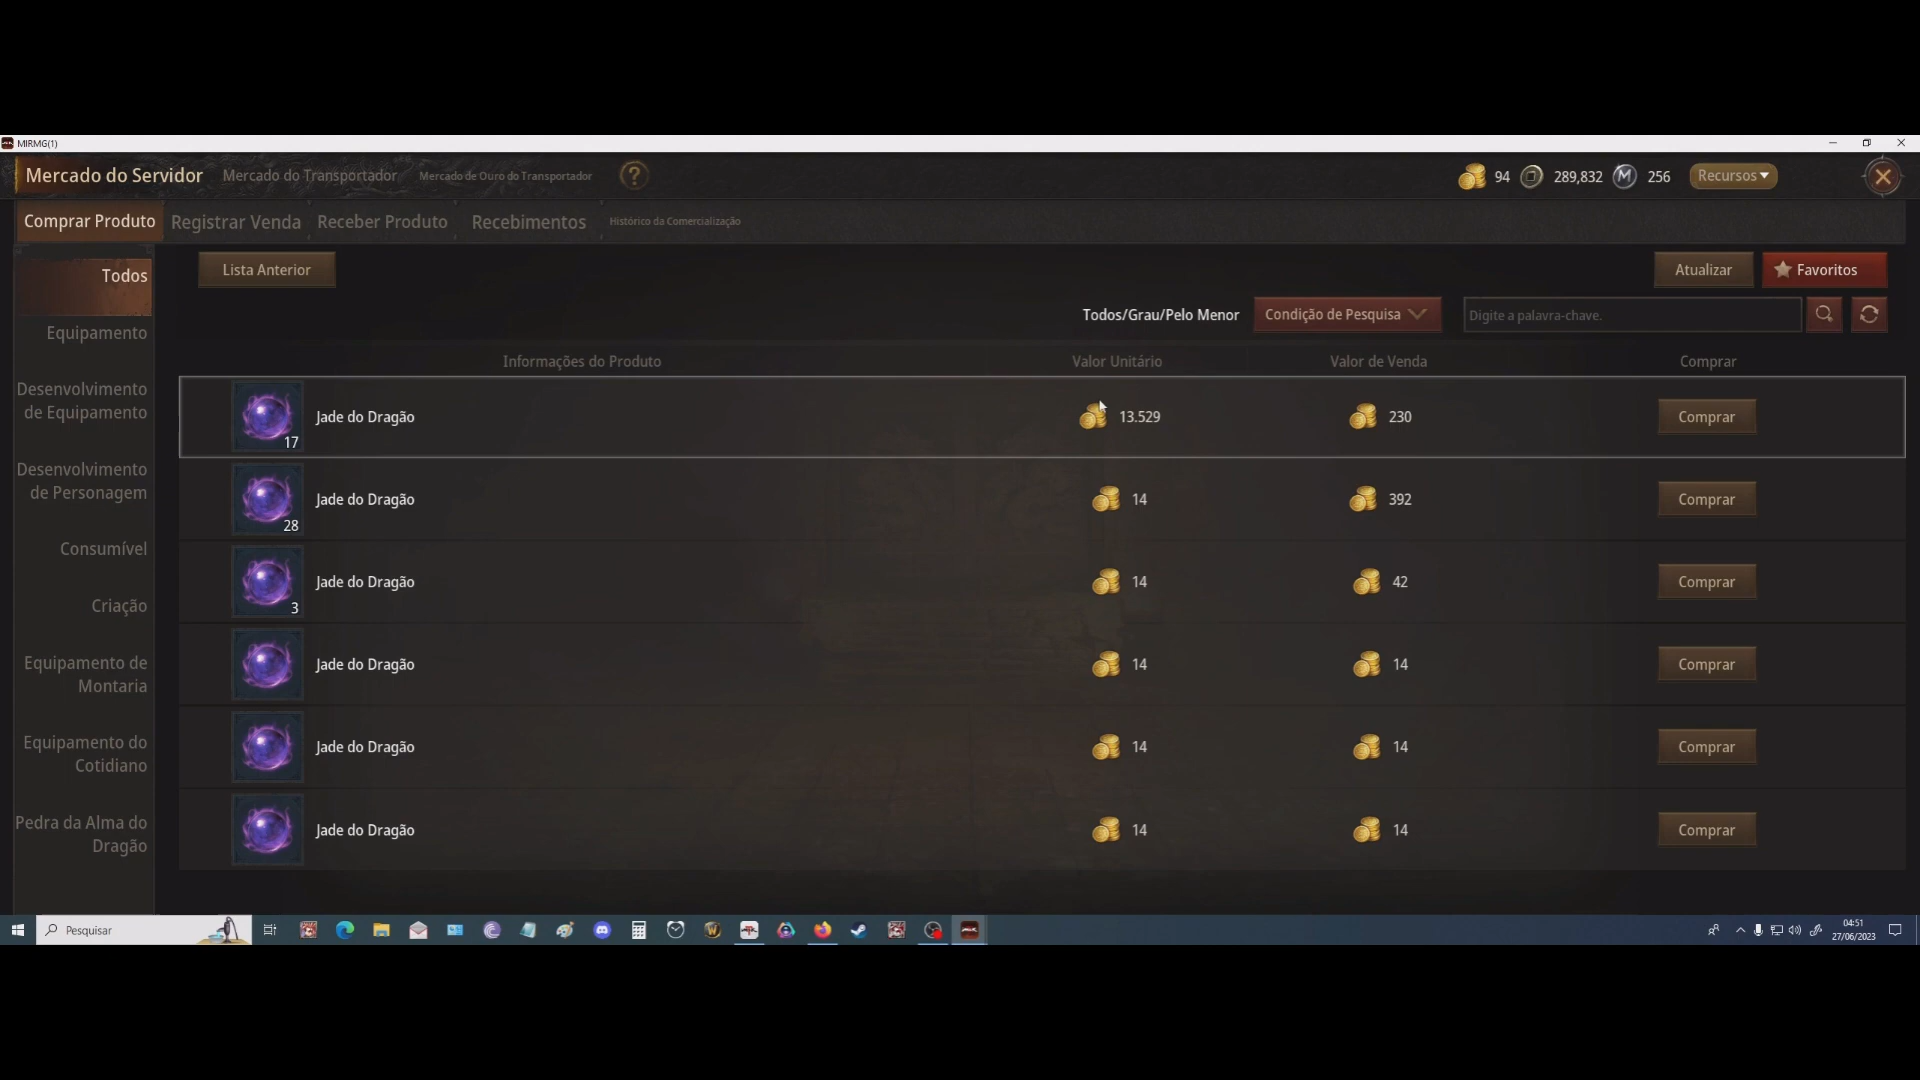 MIRMG(1)
Mercado do Servidor Mercado do Transportador Mercado de Ouro do Transportador ? 94 289,832 M 256 Recursos
Comprar Produto Registrar Venda Receber Produto Recebimentos Histórico da Comercialização
Todos
Equipamento
Desenvolvimento
de Equipamento
Desenvolvimento
de Personagem
Consumível
Criação
Equipamento de
Montaria
Equipamento do
Cotidiano
Pedra da Alma do
Dragão
Lista Anterior Atualizar Favoritos
Todos/Grau/Pelo Menor Condição de Pesquisa Digite a palavra-chave.
Informações do Produto Valor Unitário Valor de Venda Comprar
17 Jade do Dragão 13.529 230 Comprar
28 Jade do Dragão 14 392 Comprar
3 Jade do Dragão 14 42 Comprar
Jade do Dragão 14 14 Comprar
Jade do Dragão 14 14 Comprar
Jade do Dragão 14 14 Comprar
Pesquisar
04:51
27/06/2023